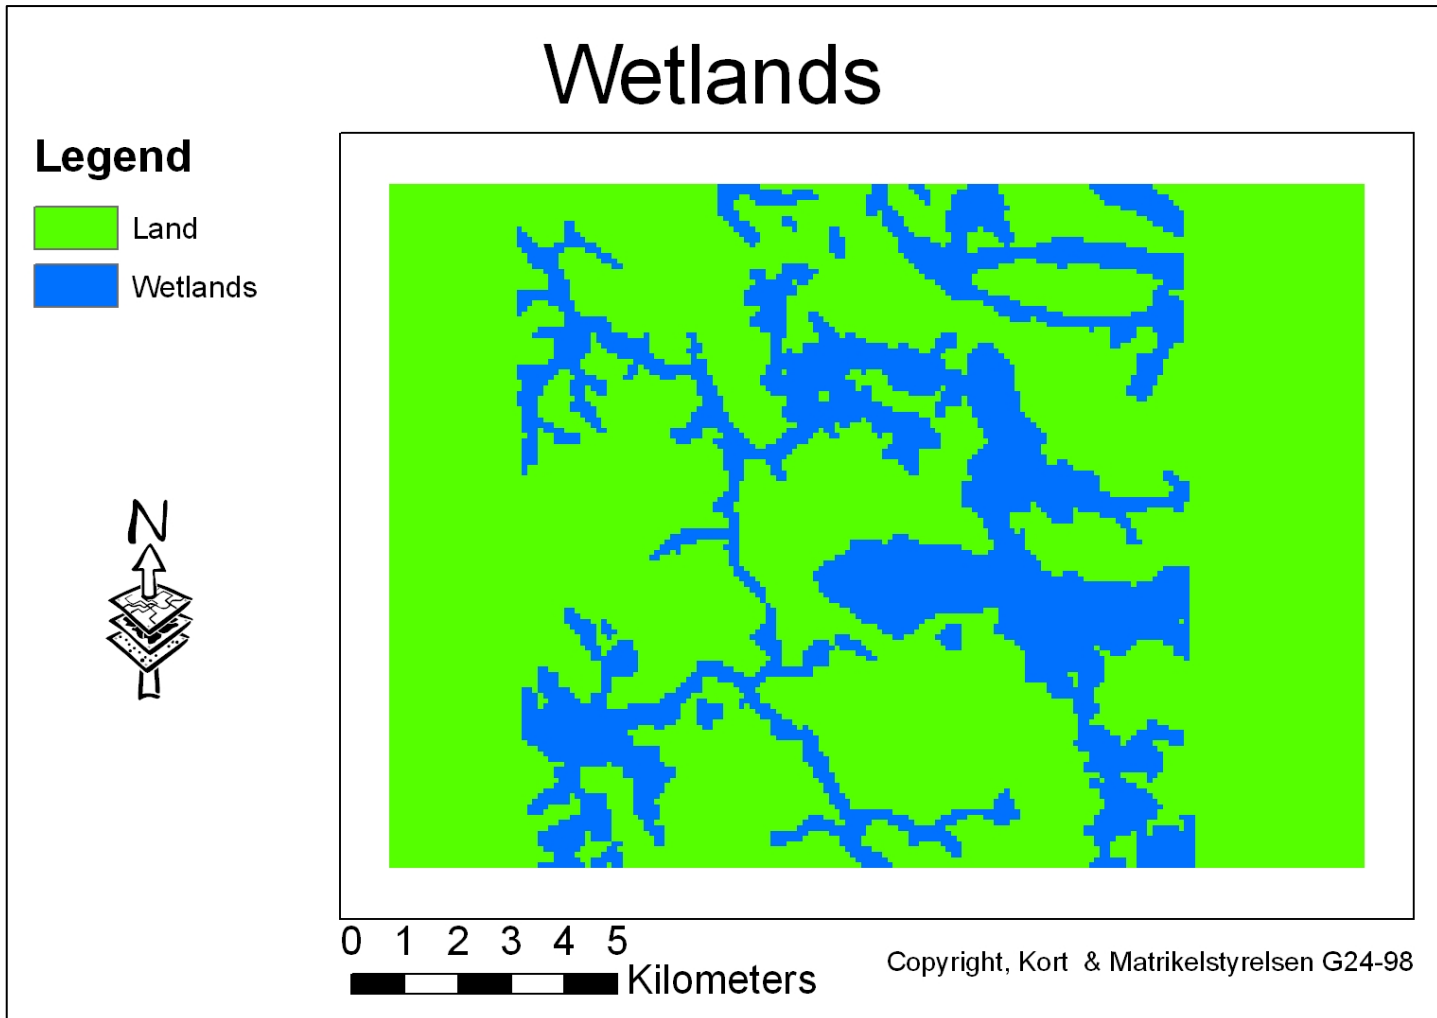 Wetlands
Legend
Land
Wetlands
N
0 1 2 3 4 5
Kilometers
Copyright, Kort & Matrikelstyrelsen G24-98